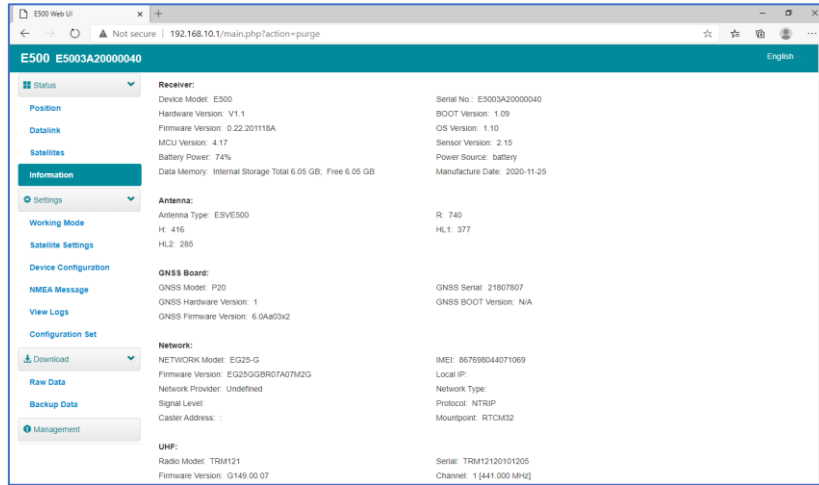 E500 Web UI
Not secure | 192.168.10.1/main.php?action=purge
E500 E5003A20000040
English
Status
Position
Datalink
Satellites
Information
Settings
Working Mode
Satellite Settings
Device Configuration
NMEA Message
View Logs
Configuration Set
Download
Raw Data
Backup Data
Management
Receiver:
Device Model: E500 Serial No.: E5003A20000040
Hardware Version: V1.1 BOOT Version: 1.09
Firmware Version: 0.22.201118A OS Version: 1.10
MCU Version: 4.17 Sensor Version: 2.15
Battery Power: 74% Power Source: battery
Data Memory: Internal Storage Total 6.05 GB; Free 6.05 GB Manufacture Date: 2020-11-25
Antenna:
Antenna Type: ESVE500 R: 740
H: 416 HL1: 377
HL2: 285
GNSS Board:
GNSS Model: P20 GNSS Serial: 21807807
GNSS Hardware Version: 1 GNSS BOOT Version: N/A
GNSS Firmware Version: 6.0Aa03x2
Network:
NETWORK Model: EG25-G IMEI: 867698044071069
Firmware Version: EG25GGBR07A07M2G Local IP:
Network Provider: Undefined Network Type:
Signal Level: Protocol: NTRIP
Caster Address: : Mountpoint: RTCM32
UHF:
Radio Model: TRM121 Serial: TRM12120101205
Firmware Version: G149.00.07 Channel: 1 [441.000 MHz]